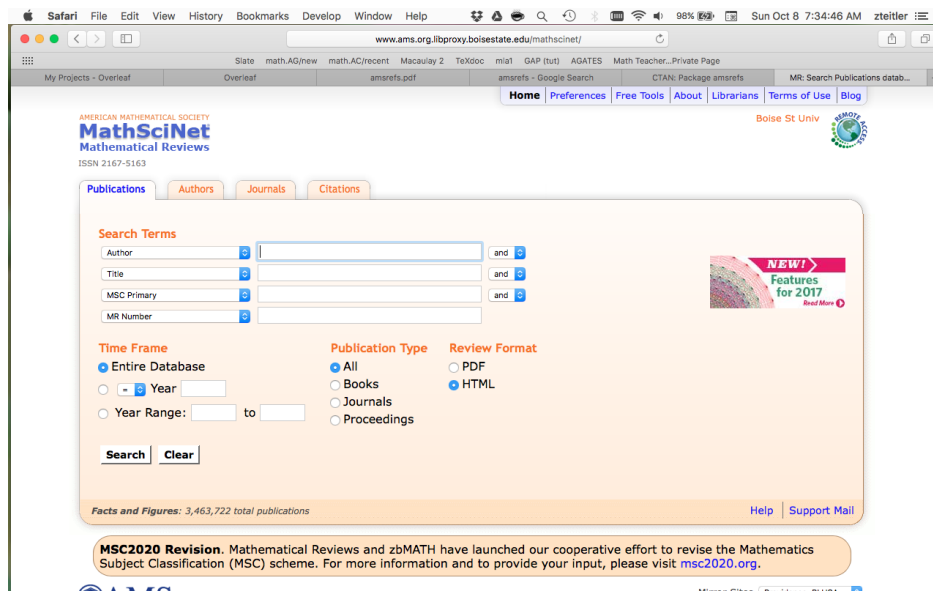 Safari File Edit View History Bookmarks Develop Window Help 98% Sun Oct 8 7:34:46 AM zteitler
www.ams.org.libproxy.boisestate.edu/mathscinet/
Slate math.AG/new math.AC/recent Macaulay 2 TeXdoc mia1 GAP (tut) AGATES Math Teacher...Private Page
My Projects - Overleaf Overleaf amsrefs.pdf amsrefs - Google Search CTAN: Package amsrefs MR: Search Publications datab...
Home Preferences Free Tools About Librarians Terms of Use Blog
AMERICAN MATHEMATICAL SOCIETY
MathSciNet
Mathematical Reviews
ISSN 2167-5163
Boise St Univ
REMOTE ACCESS
Publications Authors Journals Citations
Search Terms
Author and
Title and
MSC Primary and
MR Number
NEW!
Features
for 2017
Read More
Time Frame Publication Type Review Format
Entire Database All PDF
= Year Books HTML
Year Range: to Journals
Proceedings
Search Clear
Facts and Figures: 3,463,722 total publications Help Support Mail
MSC2020 Revision. Mathematical Reviews and zbMATH have launched our cooperative effort to revise the Mathematics
Subject Classification (MSC) scheme. For more information and to provide your input, please visit msc2020.org.
AMS Mirror Sites Providence, RI USA